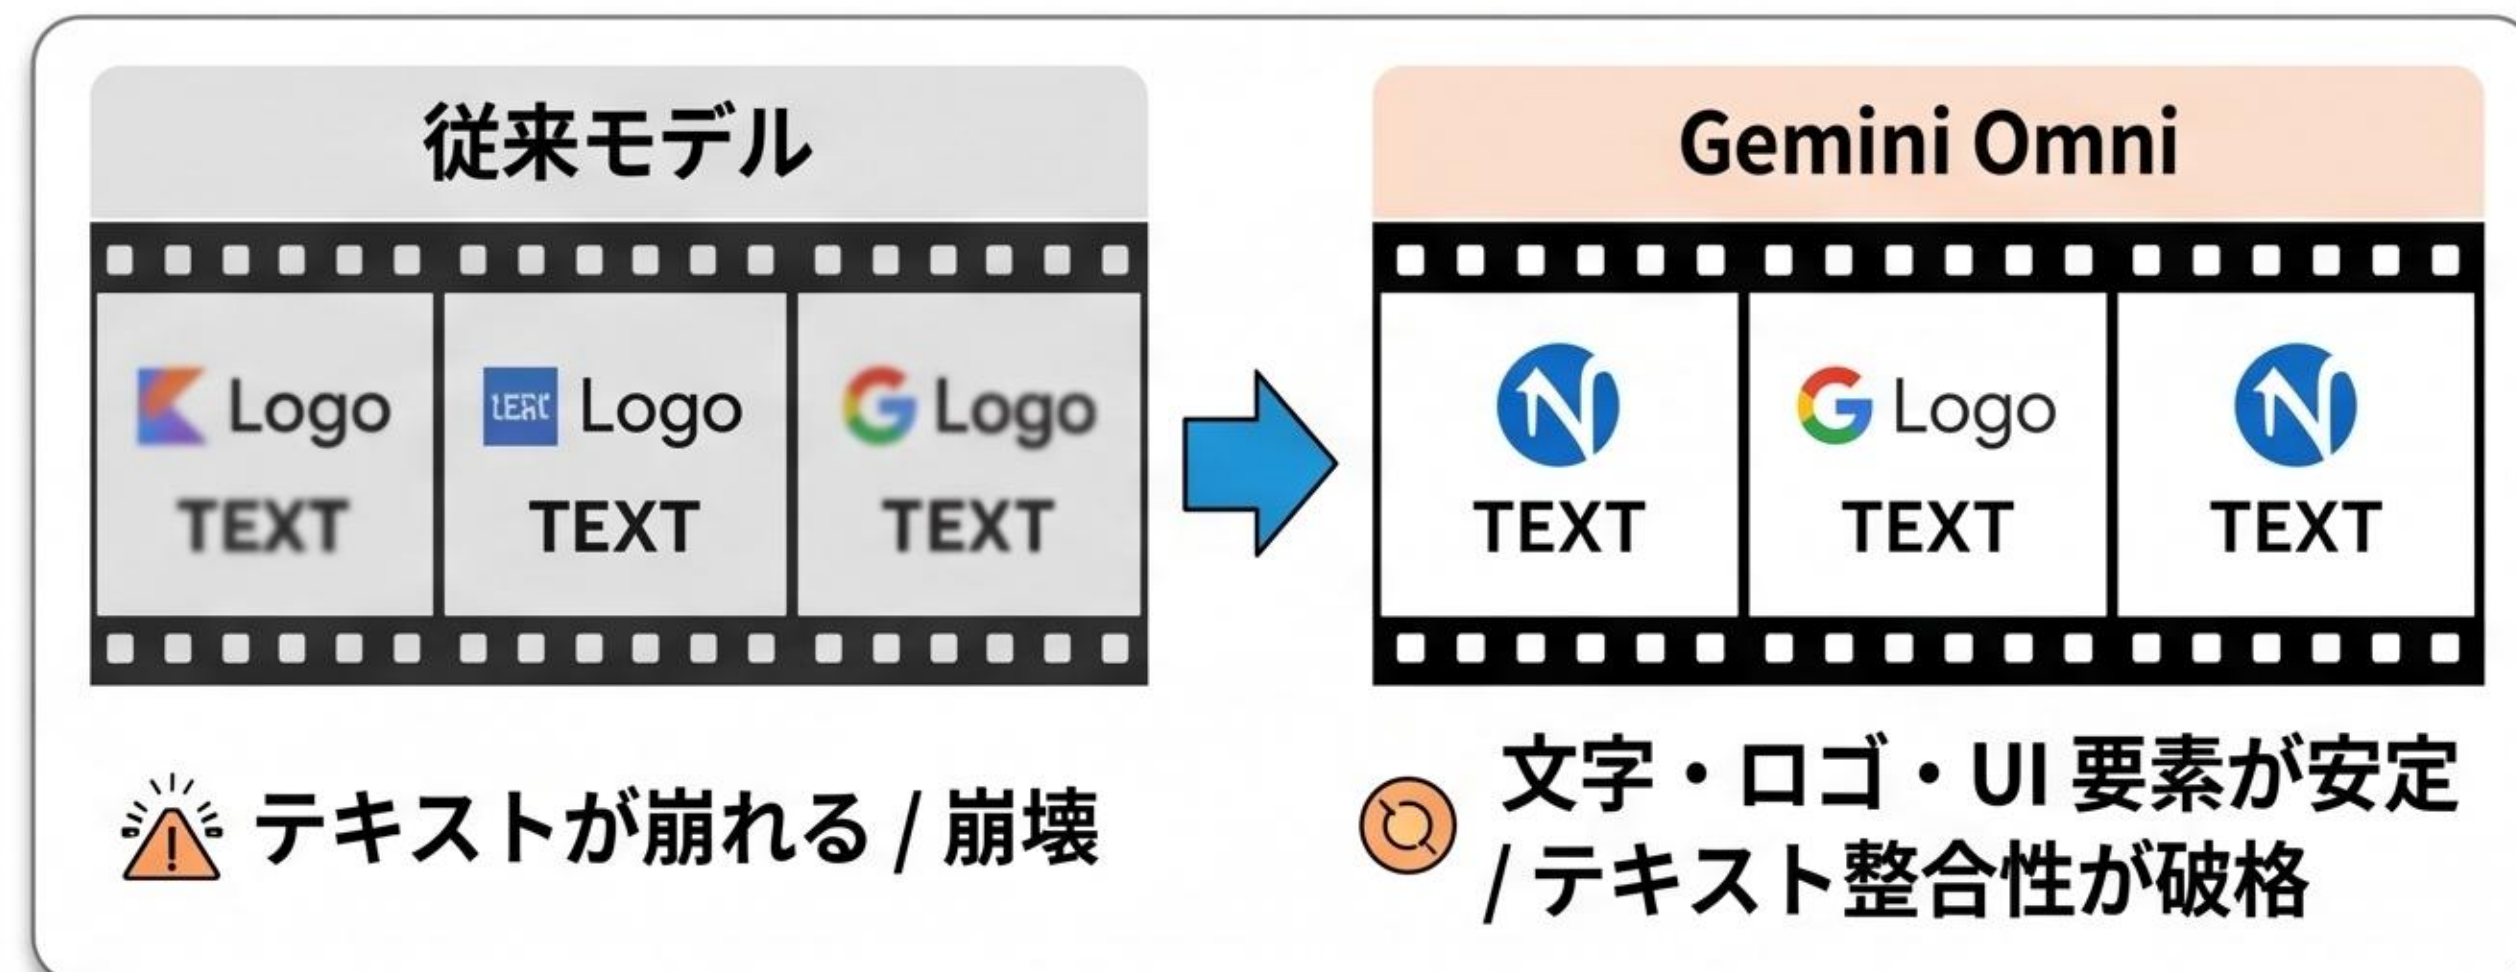 従来モデル
Logo
TEXT
Logo
TEXT
Logo
TEXT
テキストが崩れる / 崩壊
Gemini Omni
TEXT
Logo
TEXT
TEXT
文字・ロゴ・UI 要素が安定
/ テキスト整合性が破格